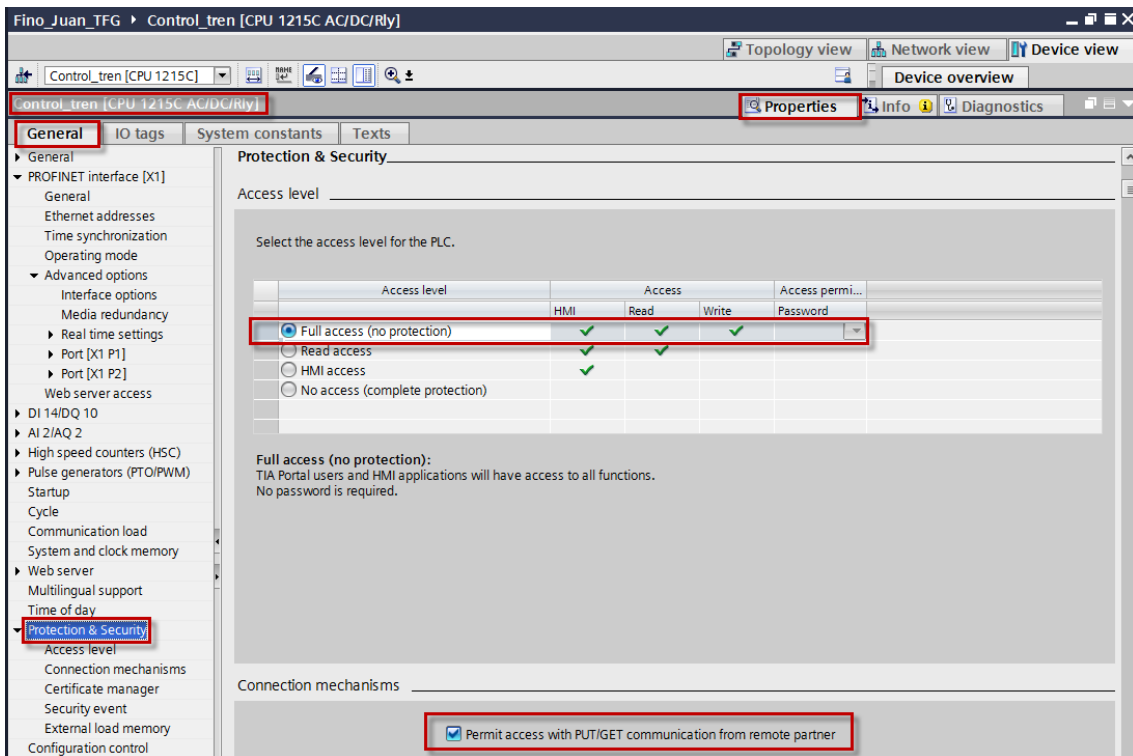 Fino_Juan_TFG ▸ Control_tren [CPU 1215C AC/DC/Rly]
Topology view Network view Device view
Control_tren [CPU 1215C] Device overview
Control_tren [CPU 1215C AC/DC/Rly] Properties Info Diagnostics
General IO tags System constants Texts
General
PROFINET interface [X1]
General
Ethernet addresses
Time synchronization
Operating mode
Advanced options
Interface options
Media redundancy
Real time settings
Port [X1 P1]
Port [X1 P2]
Web server access
DI 14/DQ 10
AI 2/AQ 2
High speed counters (HSC)
Pulse generators (PTO/PWM)
Startup
Cycle
Communication load
System and clock memory
Web server
Multilingual support
Time of day
Protection & Security
Access level
Connection mechanisms
Certificate manager
Security event
External load memory
Configuration control
Protection & Security
Access level
Select the access level for the PLC.
Access level Access Access permi...
HMI Read Write Password
Full access (no protection)
Read access
HMI access
No access (complete protection)
Full access (no protection):
TIA Portal users and HMI applications will have access to all functions.
No password is required.
Connection mechanisms
Permit access with PUT/GET communication from remote partner